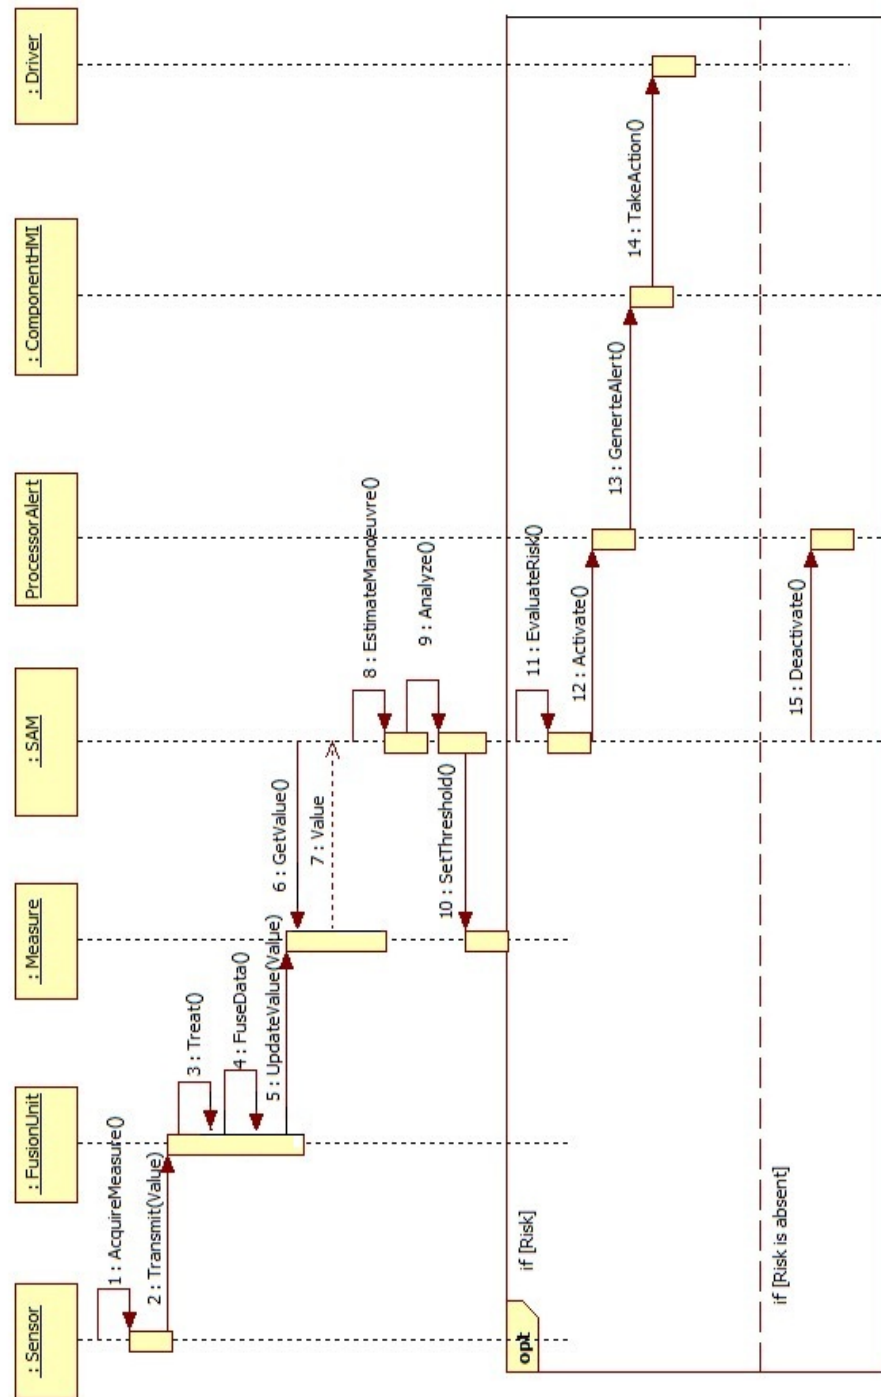 : Sensor
: FusionUnit
: Measure
: SAM
ProcessorAlert
: ComponentHMI
: Driver
1 : AcquireMeasure()
2 : Transmit(Value)
3 : Treat()
4 : FuseData()
5 : UpdateValue(Value)
6 : GetValue()
7 : Value
8 : EstimateManoeuvre()
9 : Analyze()
10 : SetThreshold()
opt
if [Risk]
11 : EvaluateRisk()
12 : Activate()
13 : GenerteAlert()
14 : TakeAction()
if [Risk is absent]
15 : Deactivate()